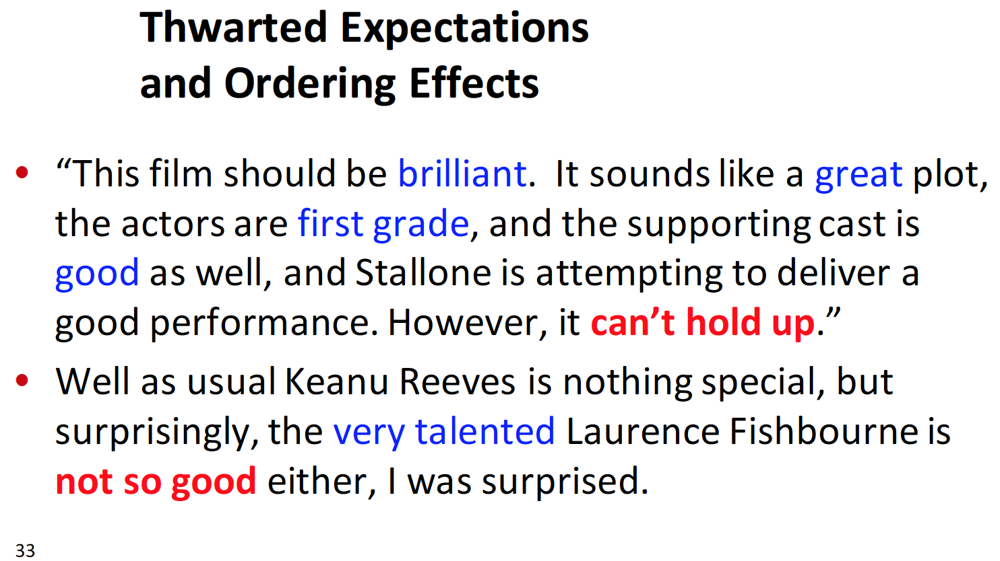 Thwarted Expectations
and Ordering Effects
• “This film should be brilliant. It sounds like a great plot,
the actors are first grade, and the supporting cast is
good as well, and Stallone is attempting to deliver a
good performance. However, it can’t hold up.”
• Well as usual Keanu Reeves is nothing special, but
surprisingly, the very talented Laurence Fishbourne is
not so good either, I was surprised.
33